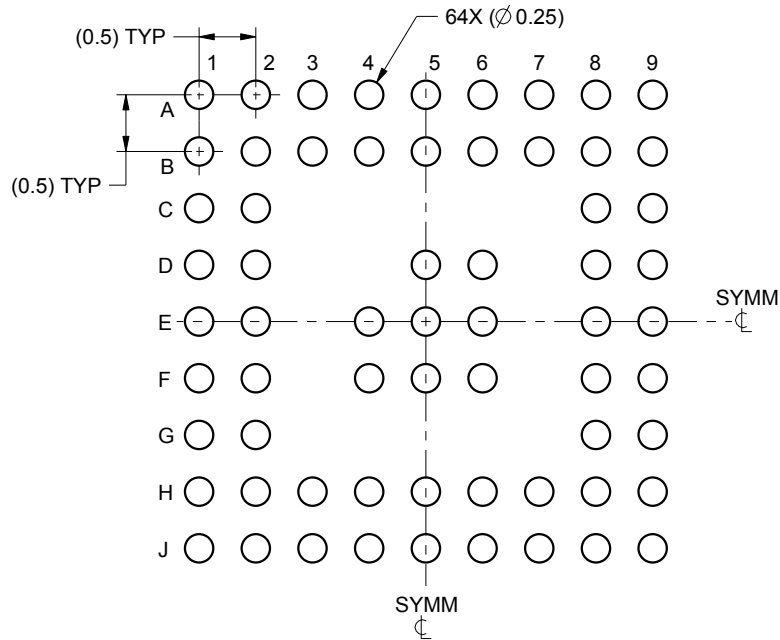 (0.5) TYP
64X (∅ 0.25)
1 2 3 4 5 6 7 8 9
A
B
(0.5) TYP
C
D
E
SYMM
℄
F
G
H
J
SYMM
℄